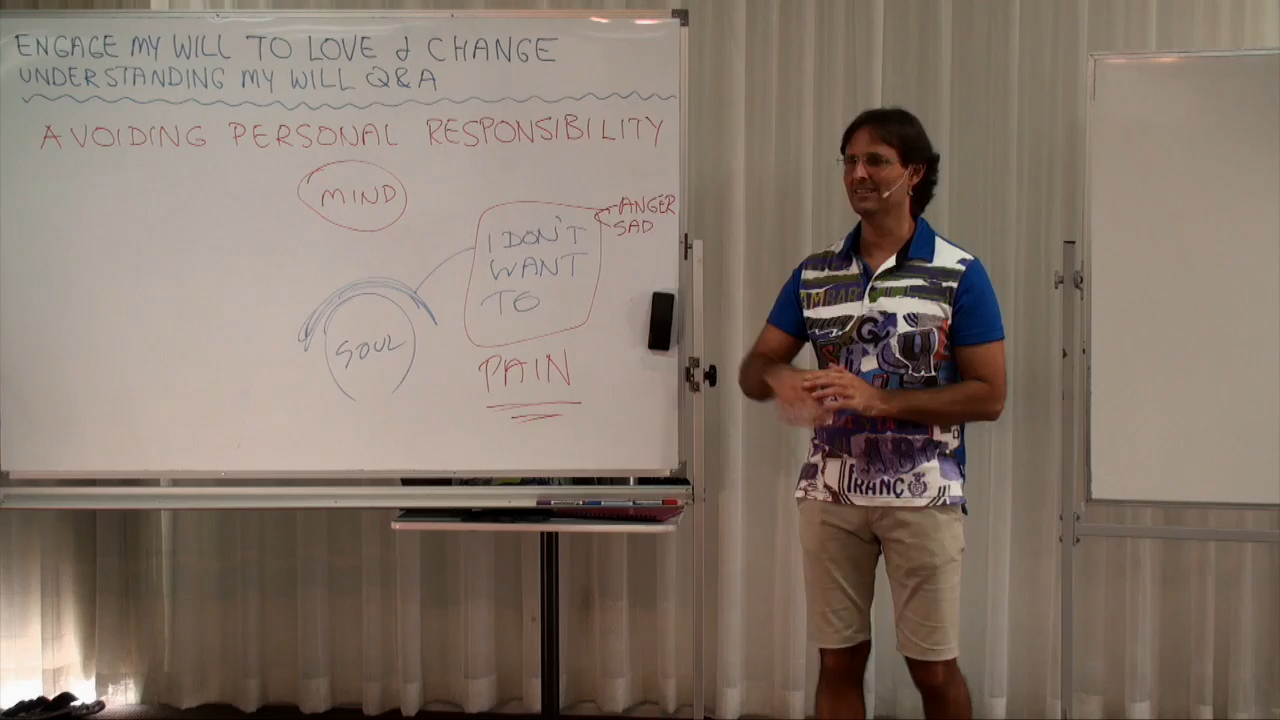 ENGAGE MY WILL TO LOVE & CHANGE
UNDERSTANDING MY WILL Q&A
AVOIDING PERSONAL RESPONSIBILITY
MIND
ANGER
SAD
I DON'T
WANT
TO
SOUL
PAIN
FRANÇ